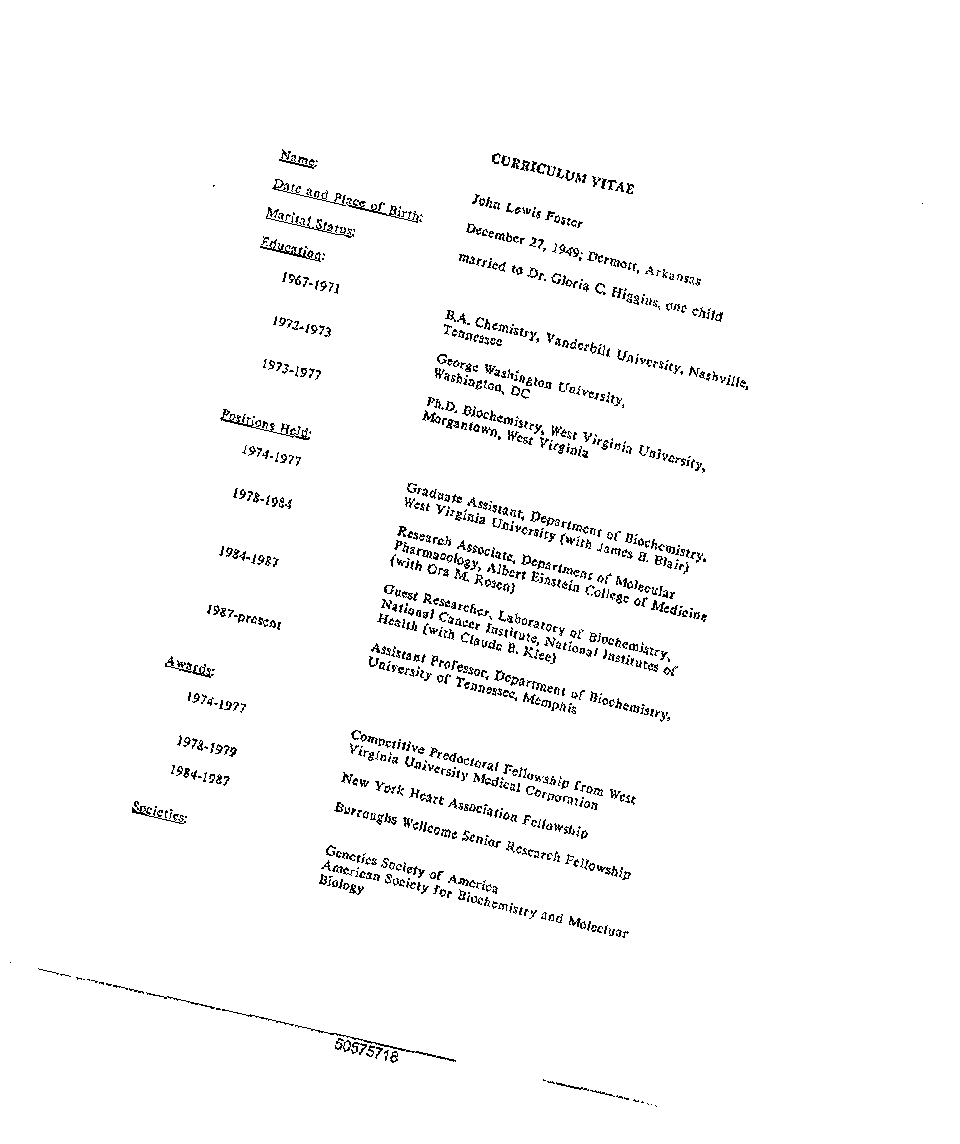 CURRICULUM VITAE
Name: John Lewis Foster
Date and Place of Birth: December 27, 1949; Dermott, Arkansas
Marital Status: married to Dr. Gloria C. Higgins, one child
Education:
1967-1971 B.A. Chemistry, Vanderbilt University, Nashville,
Tennessee
1972-1973 George Washington University,
Washington, DC
1973-1977 Ph.D. Biochemistry, West Virginia University,
Morgantown, West Virginia
Positions Held:
1974-1977 Graduate Assistant, Department of Biochemistry,
West Virginia University (with James B. Blair)
1978-1984 Research Associate, Department of Molecular
Pharmacology, Albert Einstein College of Medicine
(with Ora M. Rosen)
1984-1987 Guest Researcher, Laboratory of Biochemistry,
National Cancer Institute, National Institutes of
Health (with Claude B. Klee)
1987-present Assistant Professor, Department of Biochemistry,
University of Tennessee, Memphis
Awards:
1974-1977 Competitive Predoctoral Fellowship from West
Virginia University Medical Corporation
1978-1979 New York Heart Association Fellowship
1984-1987 Burroughs Wellcome Senior Research Fellowship
Societies: Genetics Society of America
American Society for Biochemistry and Molecluar
Biology
50575718